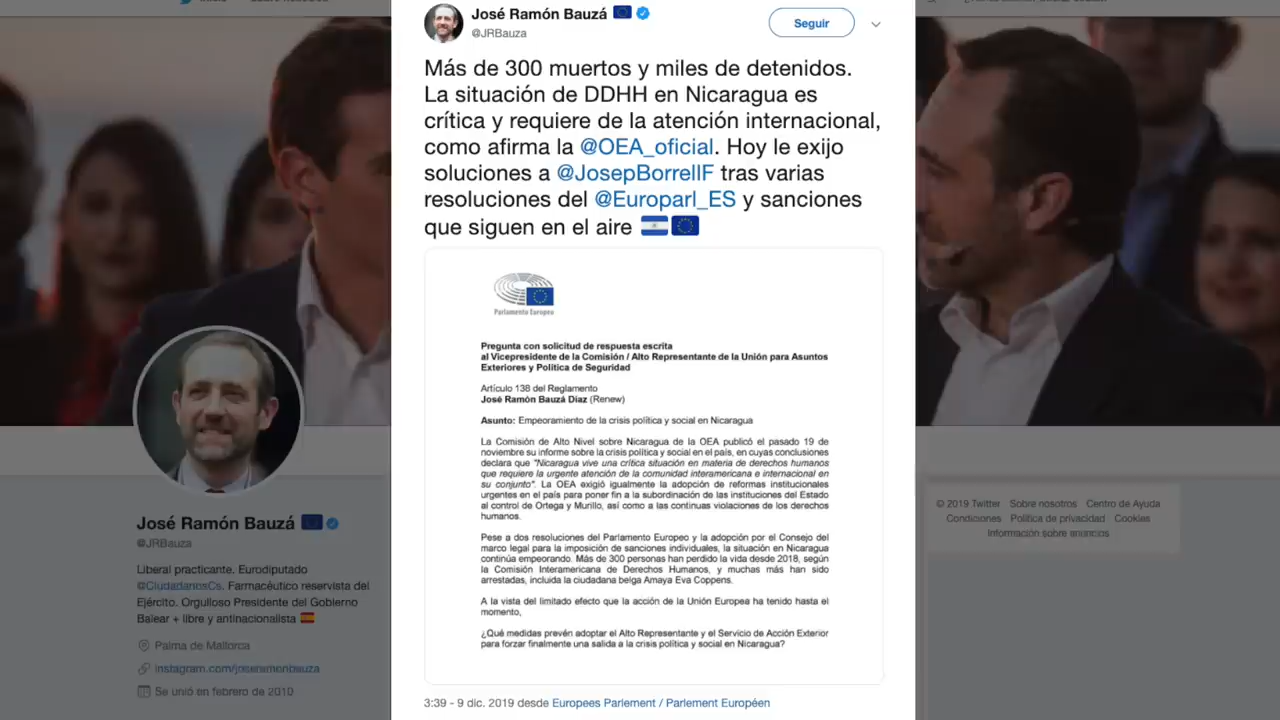 José Ramón Bauzá
@JRBauza
Seguir
Más de 300 muertos y miles de detenidos.
La situación de DDHH en Nicaragua es
crítica y requiere de la atención internacional,
como afirma la @OEA_oficial. Hoy le exijo
soluciones a @JosepBorrellF tras varias
resoluciones del @Europarl_ES y sanciones
que siguen en el aire
Parlamento Europeo
Pregunta con solicitud de respuesta escrita
al Vicepresidente de la Comisión / Alto Representante de la Unión para Asuntos
Exteriores y Política de Seguridad
Artículo 138 del Reglamento
José Ramón Bauzá Díaz (Renew)
Asunto: Empeoramiento de la crisis política y social en Nicaragua
La Comisión de Alto Nivel sobre Nicaragua de la OEA publicó el pasado 19 de
noviembre su informe sobre la crisis política y social en el país, en cuyas conclusiones
declara que "Nicaragua vive una crítica situación en materia de derechos humanos
que requiere la urgente atención de la comunidad interamericana e internacional en
su conjunto". La OEA exigió igualmente la adopción de reformas institucionales
urgentes en el país para poner fin a la subordinación de las instituciones del Estado
al control de Ortega y Murillo, así como a las continuas violaciones de los derechos
humanos.
Pese a dos resoluciones del Parlamento Europeo y la adopción por el Consejo del
marco legal para la imposición de sanciones individuales, la situación en Nicaragua
continúa empeorando. Más de 300 personas han perdido la vida desde 2018, según
la Comisión Interamericana de Derechos Humanos, y muchas más han sido
arrestadas, incluida la ciudadana belga Amaya Eva Coppens.
A la vista del limitado efecto que la acción de la Unión Europea ha tenido hasta el
momento,
¿Qué medidas prevén adoptar el Alto Representante y el Servicio de Acción Exterior
para forzar finalmente una salida a la crisis política y social en Nicaragua?
3:39 - 9 dic. 2019 desde Europees Parlement / Parlement Européen
José Ramón Bauzá
@JRBauza
Liberal practicante. Eurodiputado
@CiudadanosCs. Farmacéutico reservista del
Ejército. Orgulloso Presidente del Gobierno
Balear + libre y antinacionalista
Palma de Mallorca
instagram.com/joseramonbauza
Se unió en febrero de 2010
© 2019 Twitter Sobre nosotros Centro de Ayuda
Condiciones Política de privacidad Cookies
Información sobre anuncios